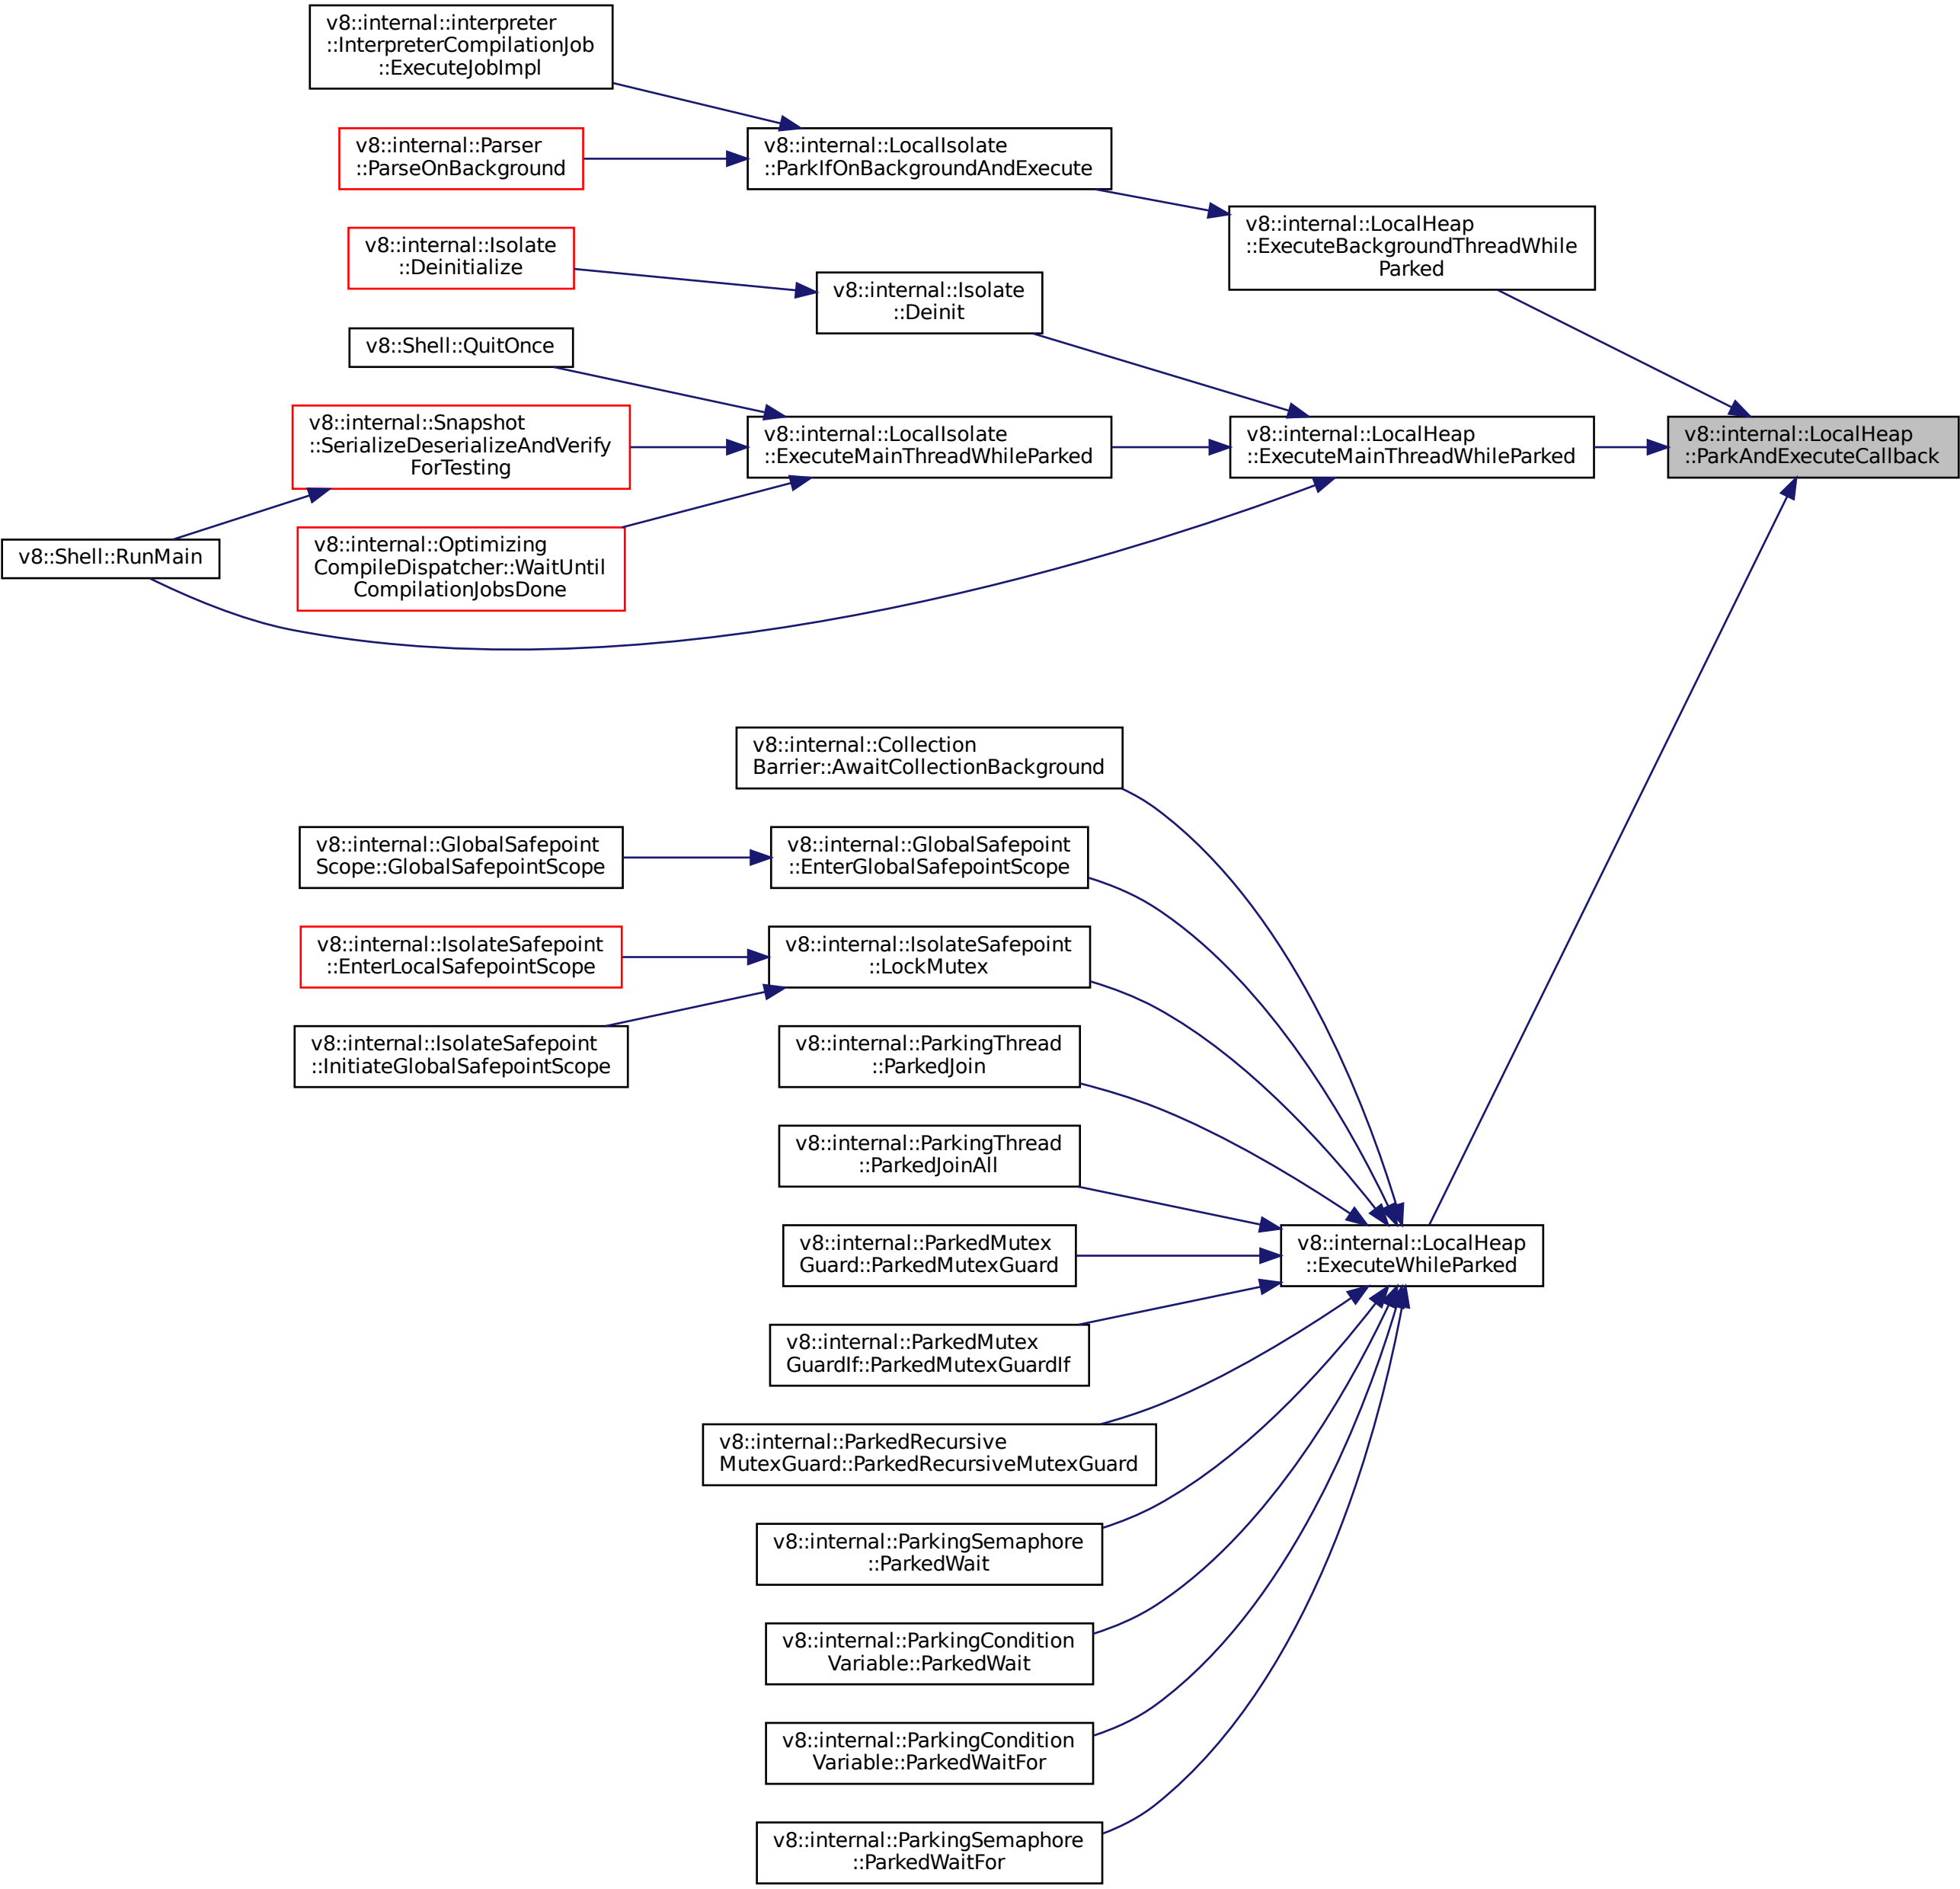 v8::internal::interpreter
::InterpreterCompilationJob
::ExecuteJobImpl
v8::internal::Parser
::ParseOnBackground
v8::internal::LocalIsolate
::ParkIfOnBackgroundAndExecute
v8::internal::LocalHeap
::ExecuteBackgroundThreadWhile
Parked
v8::internal::Isolate
::Deinitialize
v8::internal::Isolate
::Deinit
v8::Shell::QuitOnce
v8::internal::Snapshot
::SerializeDeserializeAndVerify
ForTesting
v8::internal::LocalIsolate
::ExecuteMainThreadWhileParked
v8::internal::LocalHeap
::ExecuteMainThreadWhileParked
v8::internal::LocalHeap
::ParkAndExecuteCallback
v8::Shell::RunMain
v8::internal::Optimizing
CompileDispatcher::WaitUntil
CompilationJobsDone
v8::internal::Collection
Barrier::AwaitCollectionBackground
v8::internal::GlobalSafepoint
Scope::GlobalSafepointScope
v8::internal::GlobalSafepoint
::EnterGlobalSafepointScope
v8::internal::IsolateSafepoint
::EnterLocalSafepointScope
v8::internal::IsolateSafepoint
::LockMutex
v8::internal::IsolateSafepoint
::InitiateGlobalSafepointScope
v8::internal::ParkingThread
::ParkedJoin
v8::internal::ParkingThread
::ParkedJoinAll
v8::internal::ParkedMutex
Guard::ParkedMutexGuard
v8::internal::LocalHeap
::ExecuteWhileParked
v8::internal::ParkedMutex
GuardIf::ParkedMutexGuardIf
v8::internal::ParkedRecursive
MutexGuard::ParkedRecursiveMutexGuard
v8::internal::ParkingSemaphore
::ParkedWait
v8::internal::ParkingCondition
Variable::ParkedWait
v8::internal::ParkingCondition
Variable::ParkedWaitFor
v8::internal::ParkingSemaphore
::ParkedWaitFor